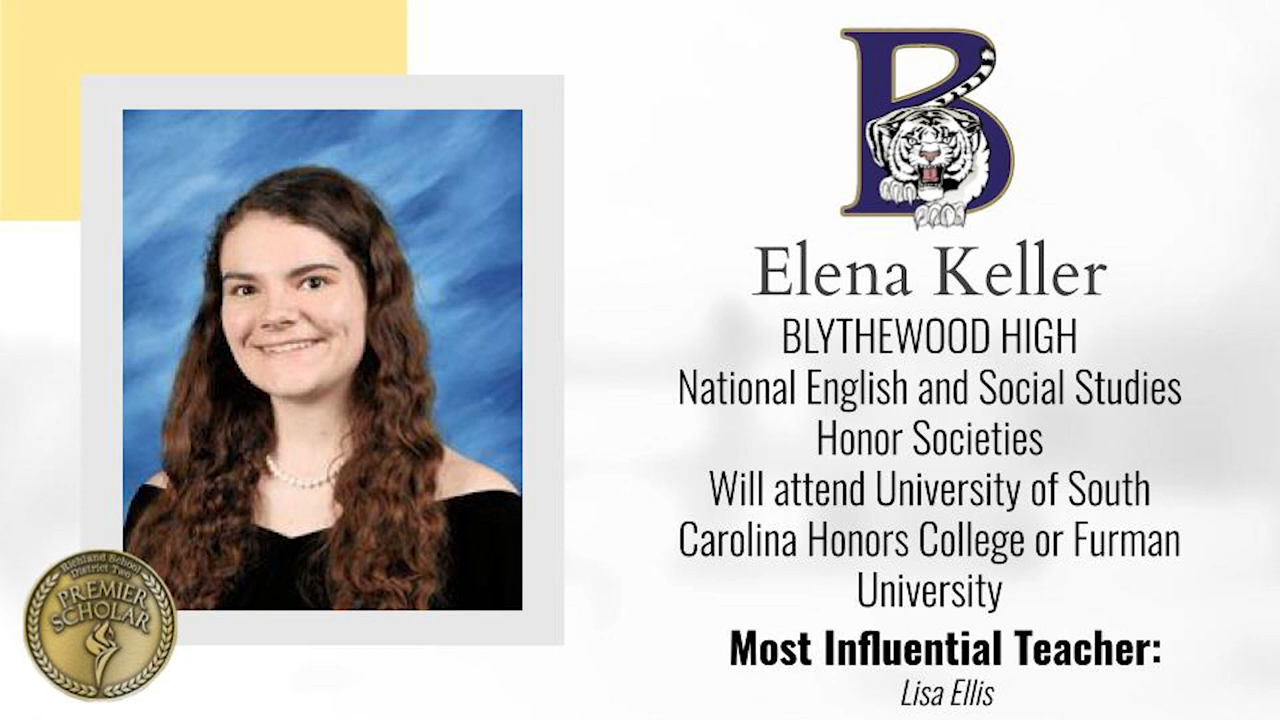 B
Elena Keller
BLYTHEWOOD HIGH
National English and Social Studies
Honor Societies
Will attend University of South
Carolina Honors College or Furman
University
Most Influential Teacher:
Lisa Ellis
Richland School
District Two
PREMIER
SCHOLAR